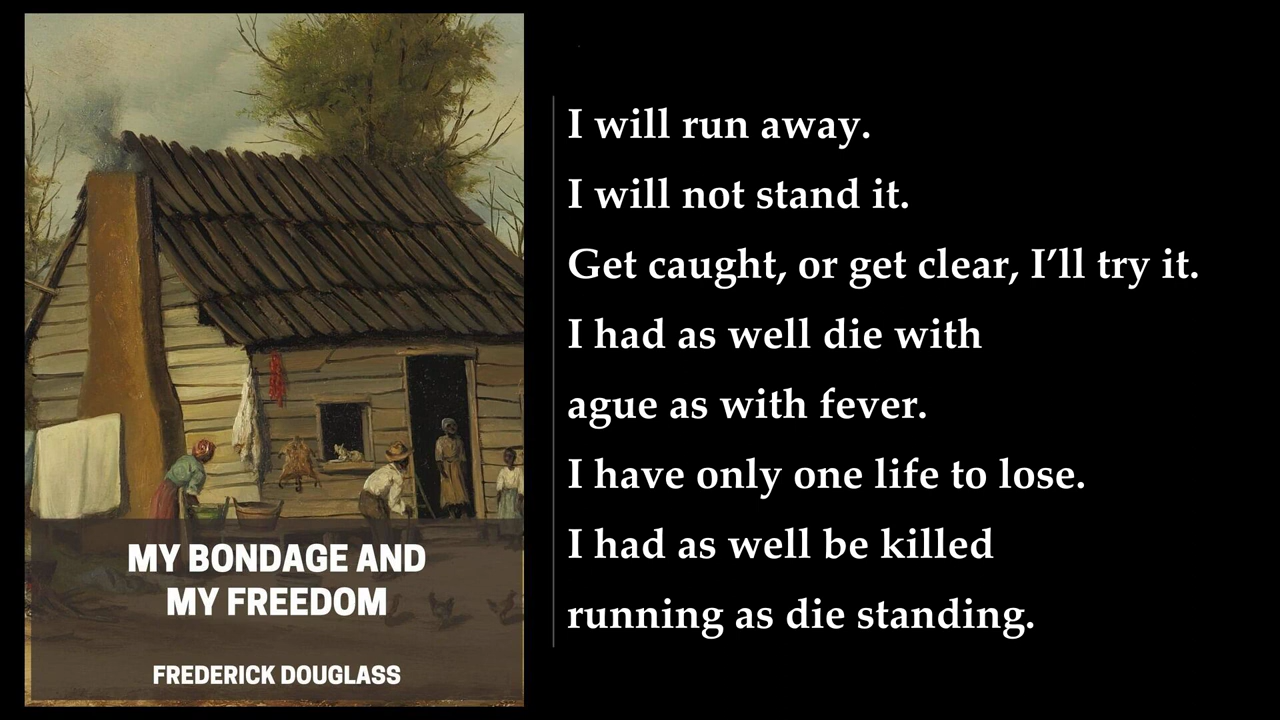 MY BONDAGE AND
MY FREEDOM
FREDERICK DOUGLASS
I will run away.
I will not stand it.
Get caught, or get clear, I’ll try it.
I had as well die with
ague as with fever.
I have only one life to lose.
I had as well be killed
running as die standing.